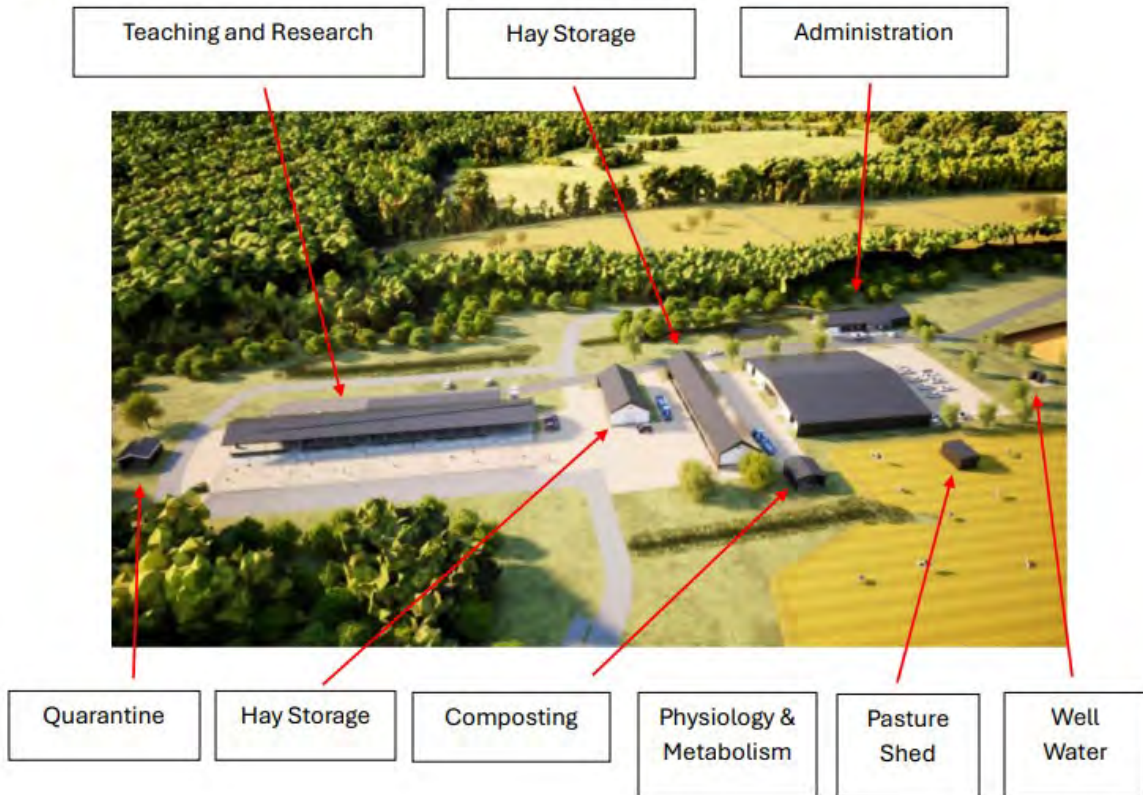 Teaching and Research
Hay Storage
Administration
Quarantine
Hay Storage
Composting
Physiology &
Metabolism
Pasture
Shed
Well
Water